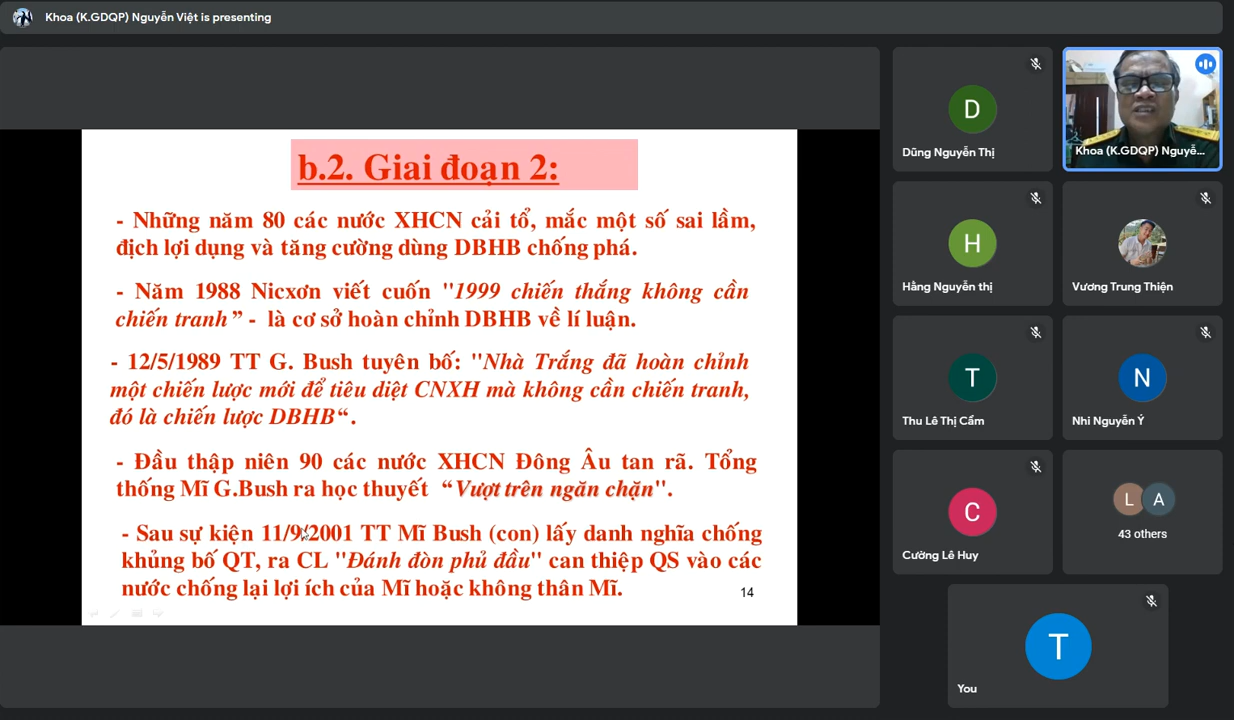 Khoa (K.GDQP) Nguyễn Việt is presenting
b.2. Giai đoạn 2:
- Những năm 80 các nước XHCN cải tổ, mắc một số sai lầm,
địch lợi dụng và tăng cường dùng DBHB chống phá.
- Năm 1988 Nicxơn viết cuốn "1999 chiến thắng không cần
chiến tranh” - là cơ sở hoàn chỉnh DBHB về lí luận.
- 12/5/1989 TT G. Bush tuyên bố: "Nhà Trắng đã hoàn chỉnh
một chiến lược mới để tiêu diệt CNXH mà không cần chiến tranh,
đó là chiến lược DBHB“.
- Đầu thập niên 90 các nước XHCN Đông Âu tan rã. Tổng
thống Mĩ G.Bush ra học thuyết “Vượt trên ngăn chặn".
- Sau sự kiện 11/9/2001 TT Mĩ Bush (con) lấy danh nghĩa chống
khủng bố QT, ra CL "Đánh đòn phủ đầu" can thiệp QS vào các
nước chống lại lợi ích của Mĩ hoặc không thân Mĩ.
14
D
Dũng Nguyễn Thị
Khoa (K.GDQP) Nguyễ...
H
Hằng Nguyễn thị
Vương Trung Thiện
T
Thu Lê Thị Cẩm
N
Nhi Nguyễn Ý
C
Cường Lê Huy
L A
43 others
T
You